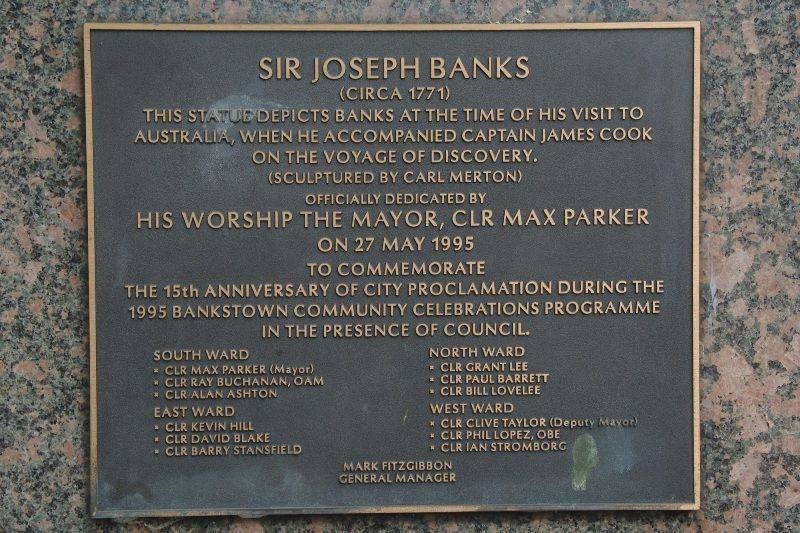 SIR JOSEPH BANKS
(CIRCA 1771)
THIS STATUE DEPICTS BANKS AT THE TIME OF HIS VISIT TO
AUSTRALIA, WHEN HE ACCOMPANIED CAPTAIN JAMES COOK
ON THE VOYAGE OF DISCOVERY.
(SCULPTURED BY CARL MERTON)
OFFICIALLY DEDICATED BY
HIS WORSHIP THE MAYOR, CLR MAX PARKER
ON 27 MAY 1995
TO COMMEMORATE
THE 15th ANNIVERSARY OF CITY PROCLAMATION DURING THE
1995 BANKSTOWN COMMUNITY CELEBRATIONS PROGRAMME
IN THE PRESENCE OF COUNCIL.
SOUTH WARD
▪ CLR MAX PARKER (Mayor)
▪ CLR RAY BUCHANAN, OAM
▪ CLR ALAN ASHTON
EAST WARD
▪ CLR KEVIN HILL
▪ CLR DAVID BLAKE
▪ CLR BARRY STANSFIELD
NORTH WARD
▪ CLR GRANT LEE
▪ CLR PAUL BARRETT
▪ CLR BILL LOVELEE
WEST WARD
▪ CLR CLIVE TAYLOR (Deputy Mayor)
▪ CLR PHIL LOPEZ, OBE
▪ CLR IAN STROMBORG
MARK FITZGIBBON
GENERAL MANAGER